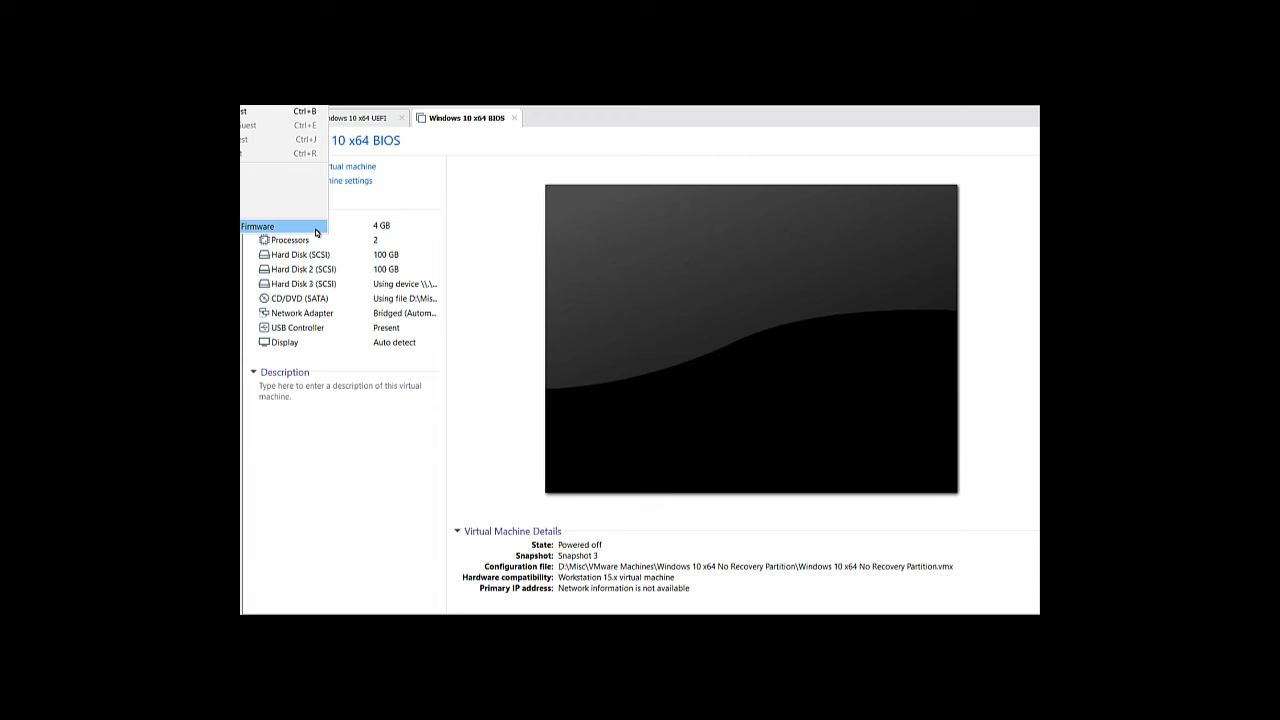 st Ctrl+B
uest Ctrl+E
est Ctrl+J
t Ctrl+R
Firmware
dows 10 x64 UEFI
Windows 10 x64 BIOS
10 x64 BIOS
rtual machine
hine settings
4 GB
Processors 2
Hard Disk (SCSI) 100 GB
Hard Disk 2 (SCSI) 100 GB
Hard Disk 3 (SCSI) Using device \\.\...
CD/DVD (SATA) Using file D:\Mis...
Network Adapter Bridged (Autom...
USB Controller Present
Display Auto detect
Description
Type here to enter a description of this virtual
machine.
Virtual Machine Details
State: Powered off
Snapshot: Snapshot 3
Configuration file: D:\Misc\VMware Machines\Windows 10 x64 No Recovery Partition\Windows 10 x64 No Recovery Partition.vmx
Hardware compatibility: Workstation 15.x virtual machine
Primary IP address: Network information is not available